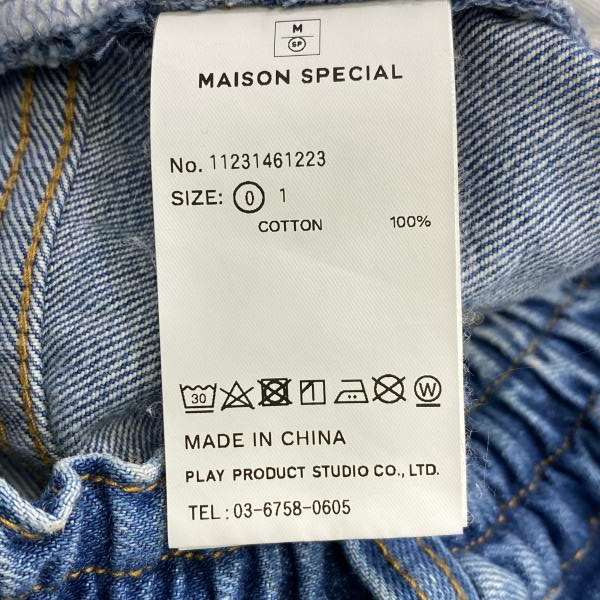 M
SP
MAISON SPECIAL
No. 11231461223
SIZE: 0 1
COTTON 100%
30 W
MADE IN CHINA
PLAY PRODUCT STUDIO CO., LTD.
TEL : 03-6758-0605